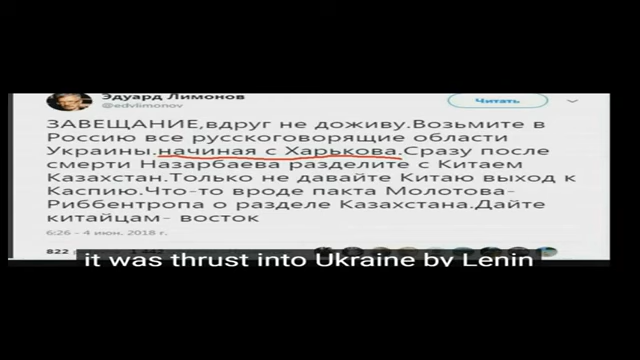 Эдуард Лимонов
@edvlimonov
Читать
ЗАВЕЩАНИЕ,вдруг не доживу.Возьмите в
Россию все русскоговорящие области
Украины.начиная с Харькова.Сразу после
смерти Назарбаева разделите с Китаем
Казахстан.Только не давайте Китаю выход к
Каспию.Что-то вроде пакта Молотова-
Риббентропа о разделе Казахстана.Дайте
китайцам- восток
6:26 - 4 июн. 2018 г.
822
it was thrust into Ukraine by Lenin